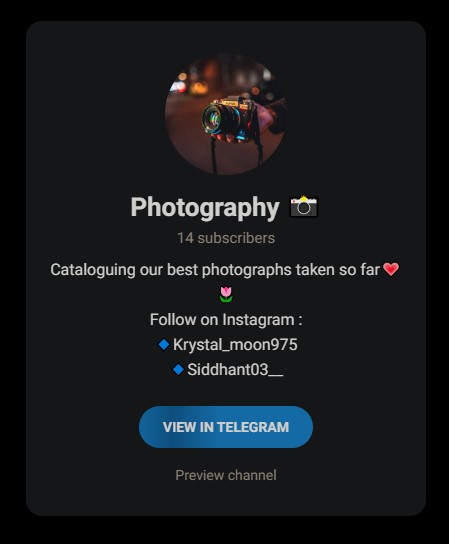 Photography 📸
14 subscribers
Cataloguing our best photographs taken so far❤️
🌷
Follow on Instagram :
🔹Krystal_moon975
🔹Siddhant03__
VIEW IN TELEGRAM
Preview channel